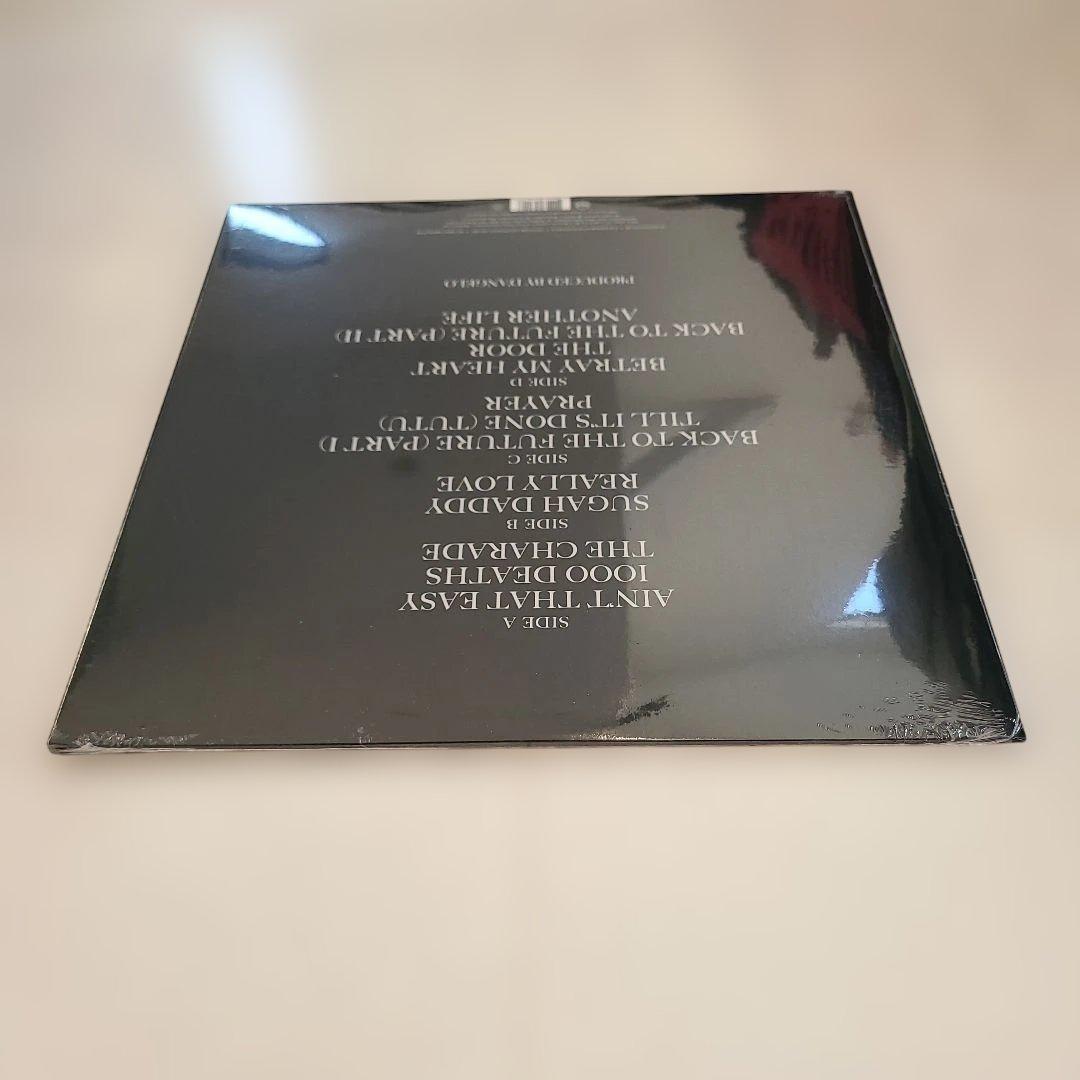 SIDE A
AIN'T THAT EASY
1000 DEATHS
THE CHARADE
SIDE B
SUGAH DADDY
REALLY LOVE
SIDE C
BACK TO THE FUTURE (PART I)
TILL IT'S DONE (TUTU)
PRAYER
SIDE D
BETRAY MY HEART
THE DOOR
BACK TO THE FUTURE (PART II)
ANOTHER LIFE
PRODUCED BY D'ANGELO